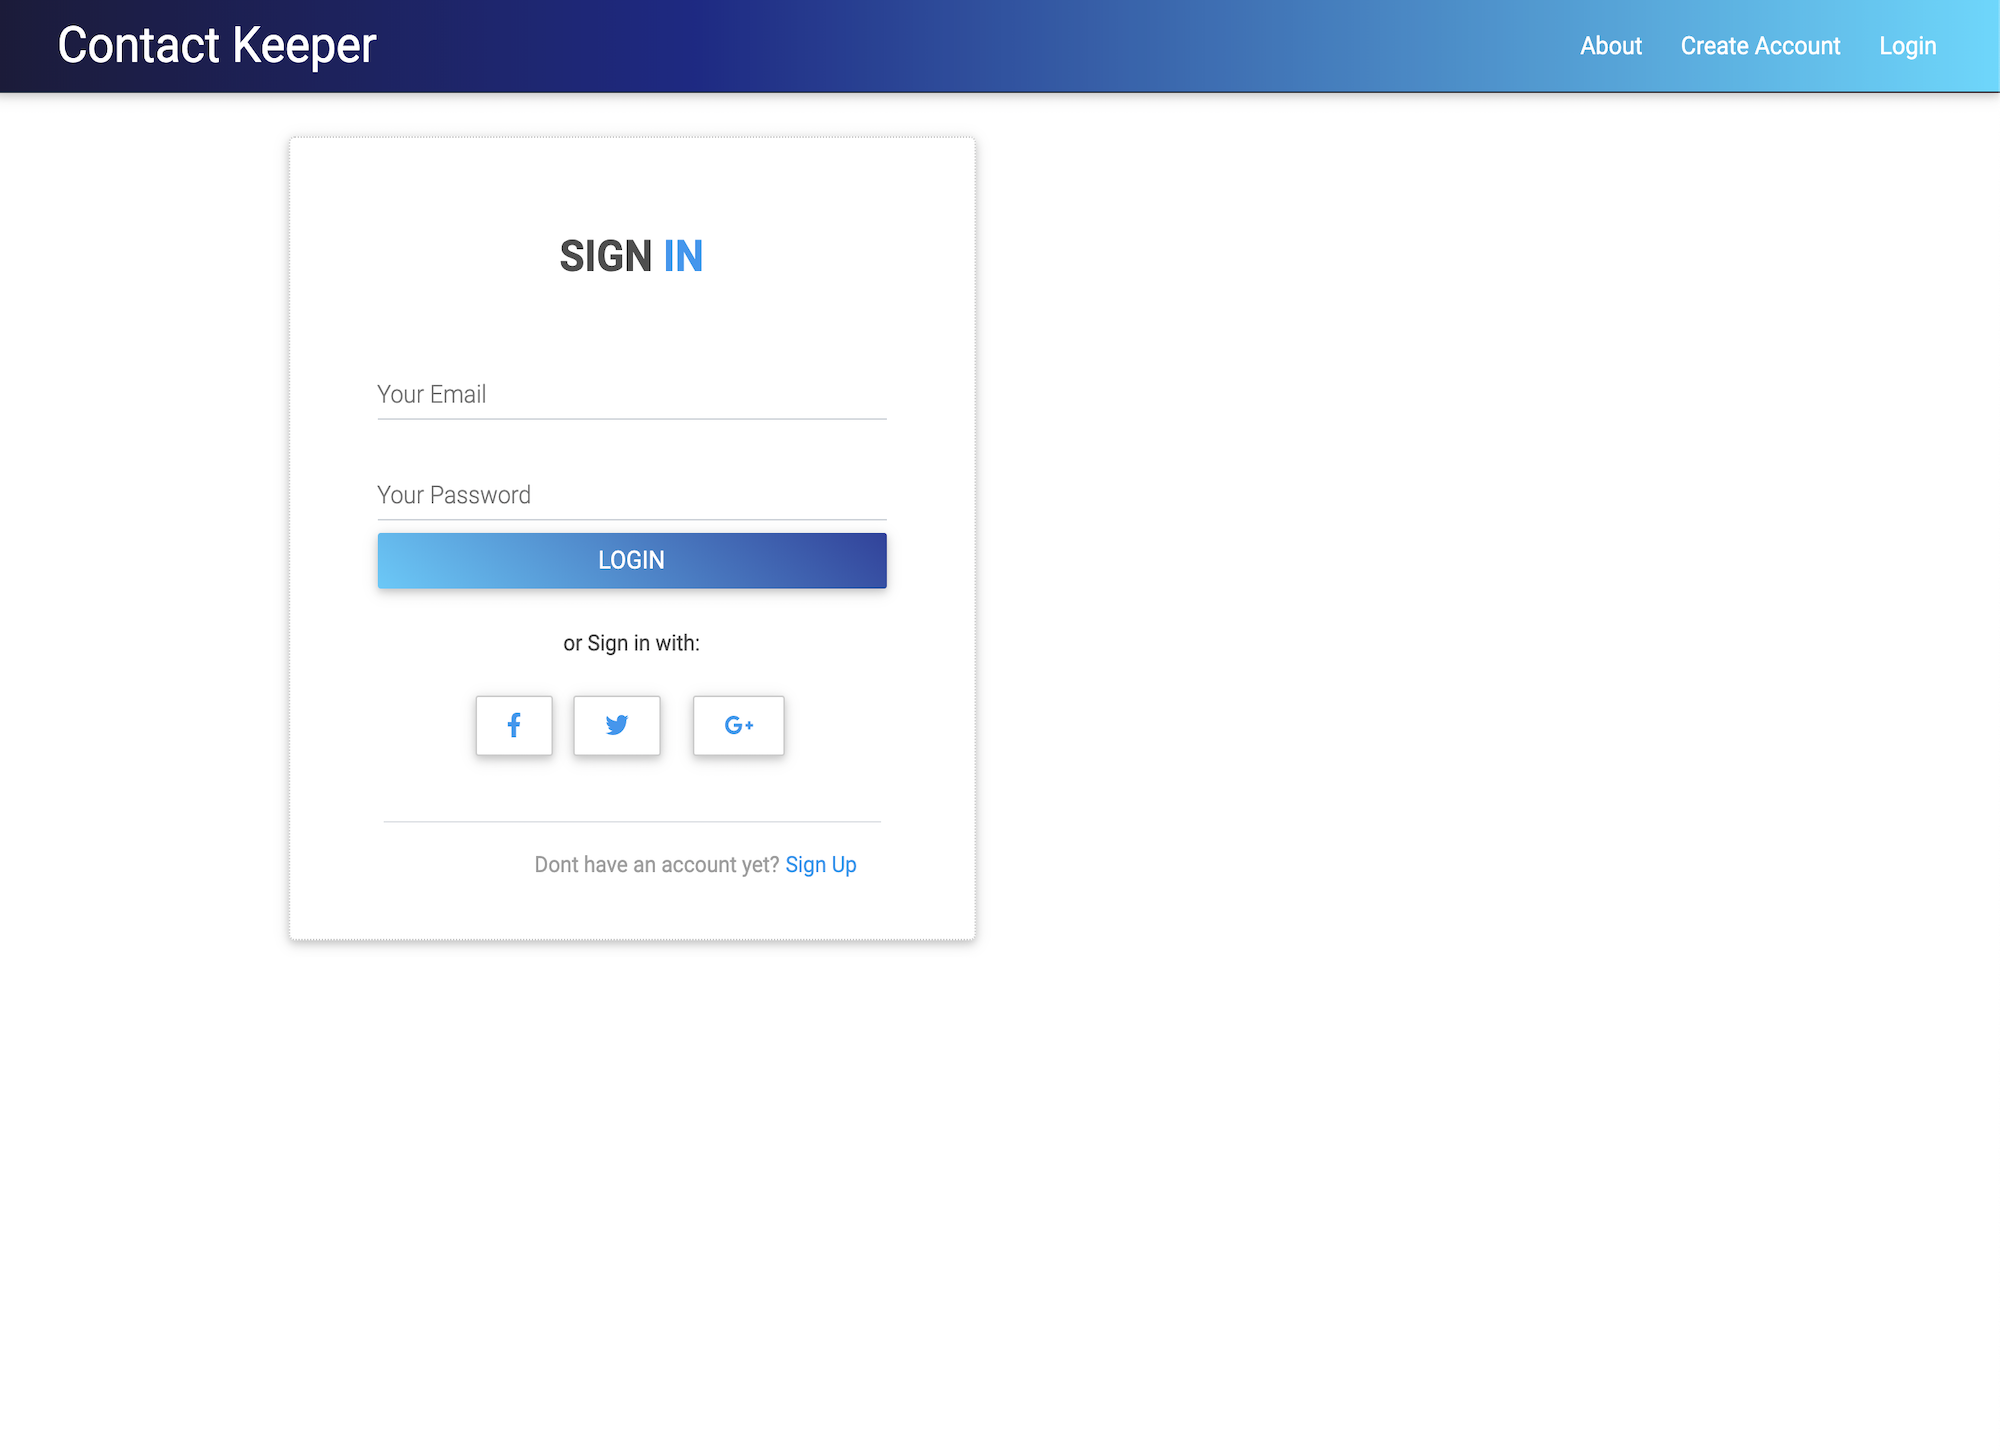 Contact Keeper
About Create Account Login
SIGN IN
Your Email
Your Password
LOGIN
or Sign in with:
G+
Dont have an account yet? Sign Up